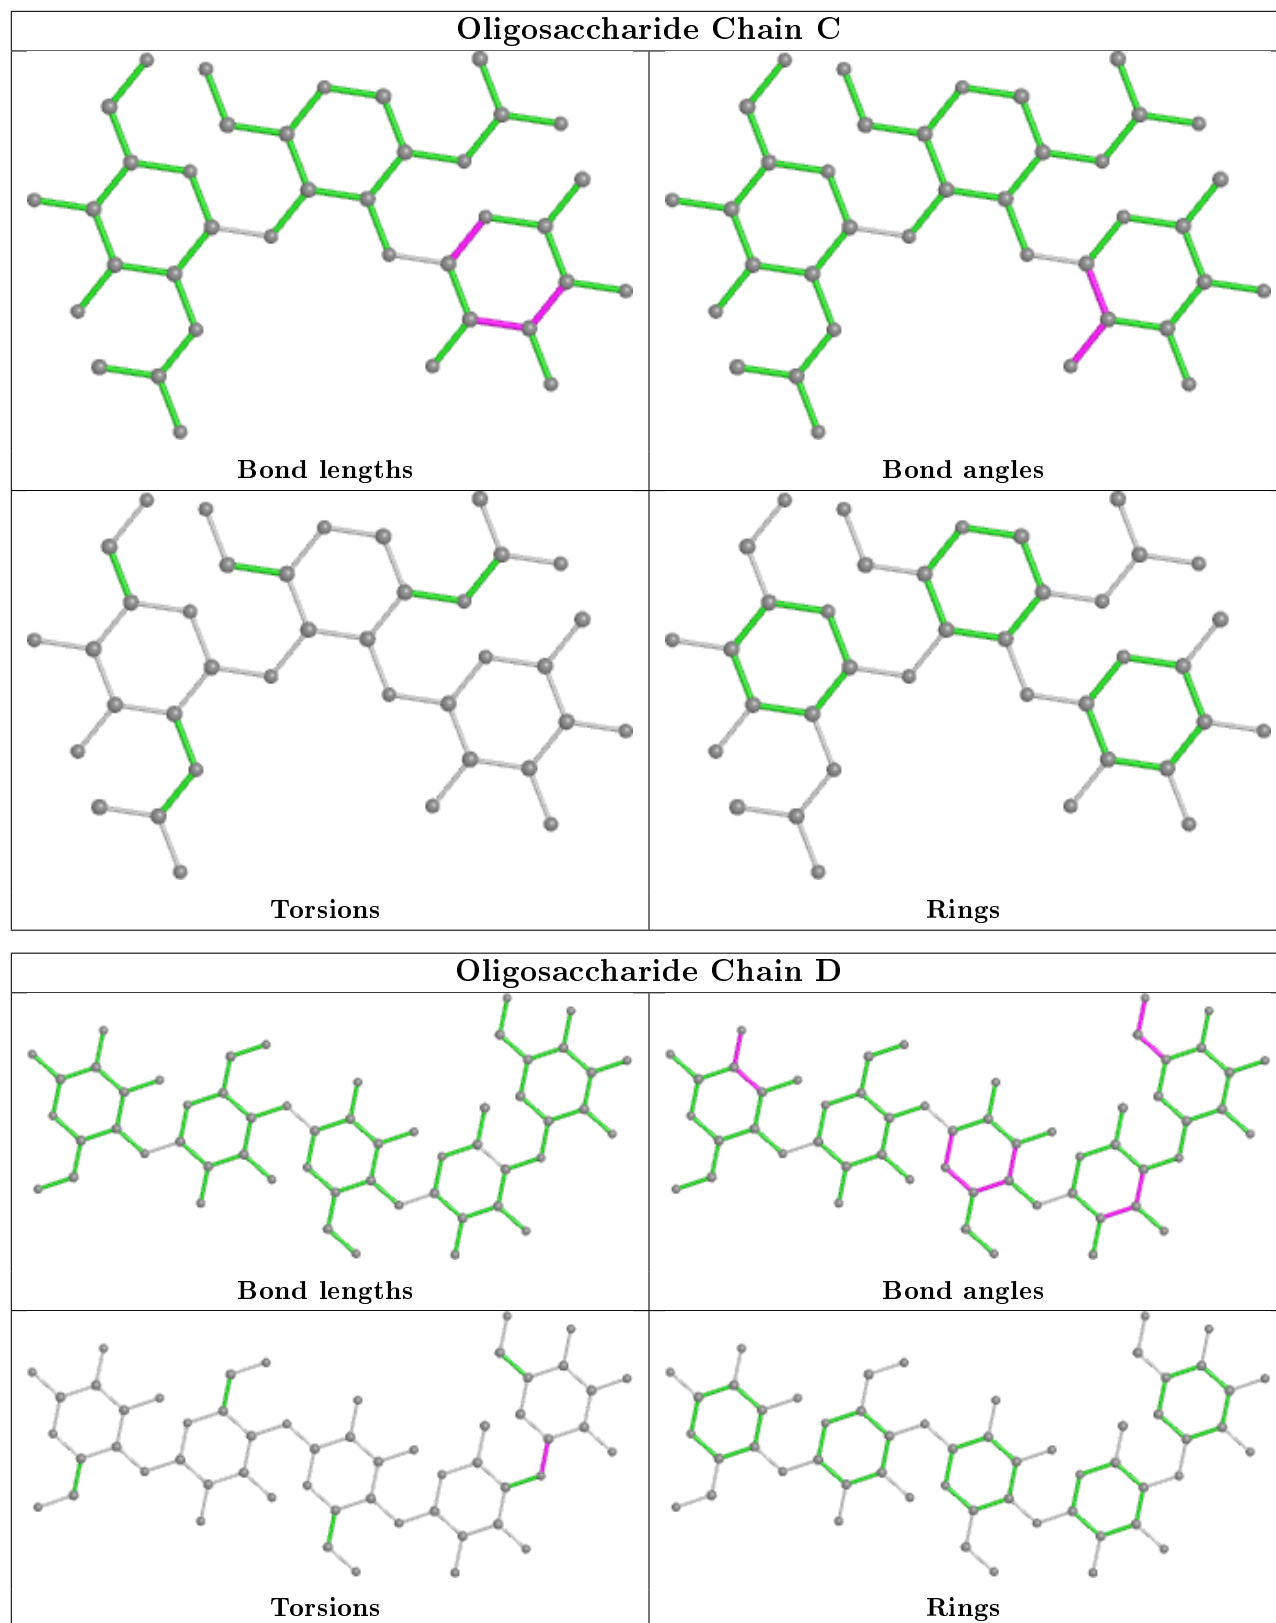 Oligosaccharide Chain C
Bond lengths
Bond angles
Torsions
Rings
Oligosaccharide Chain D
Bond lengths
Bond angles
Torsions
Rings